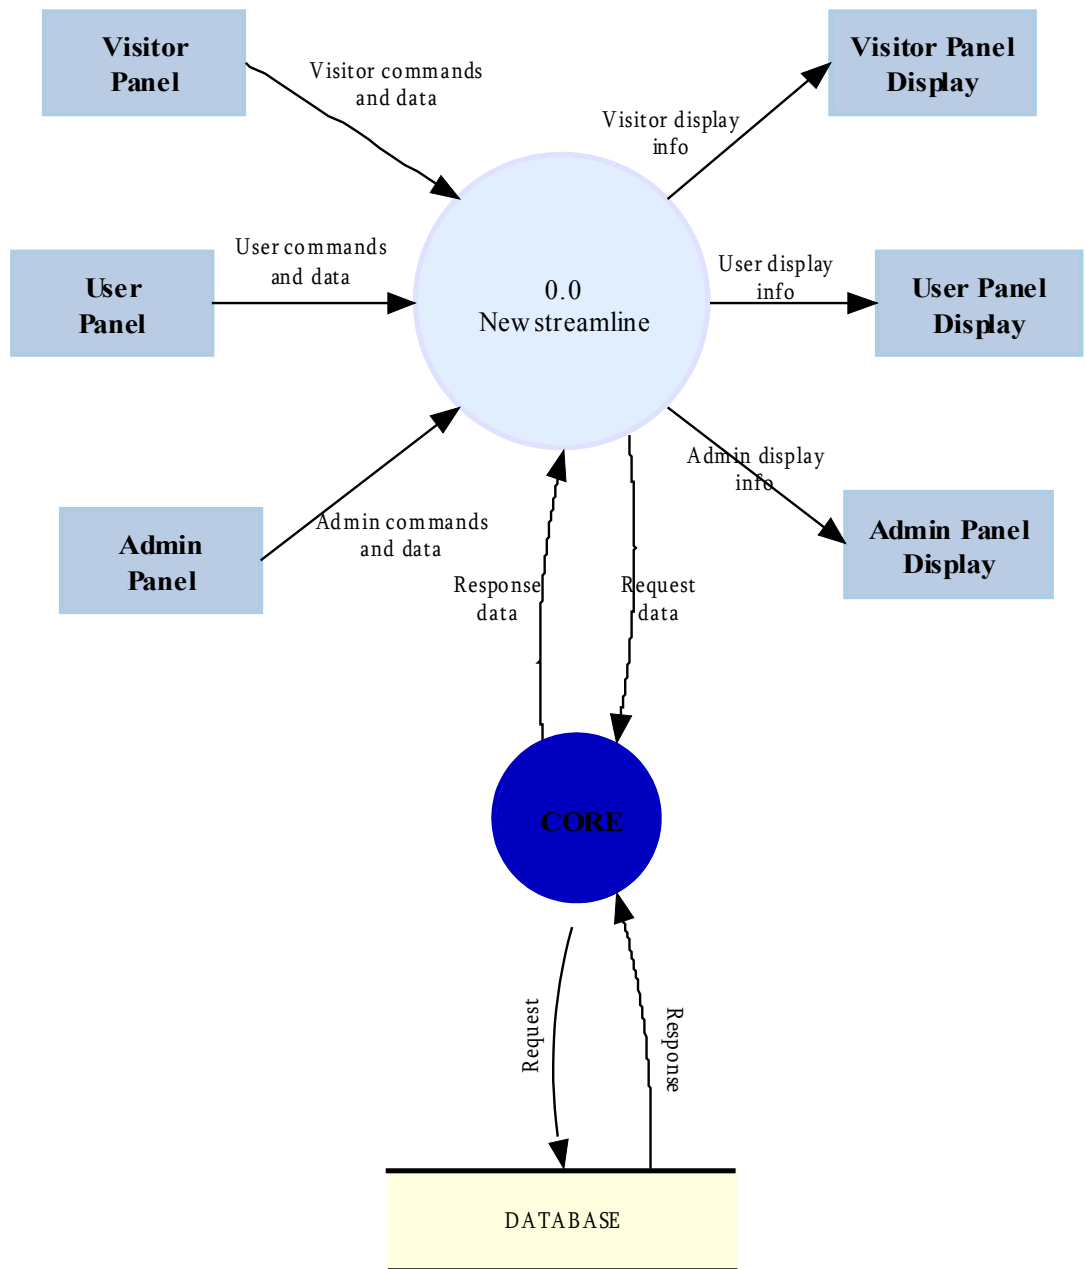 Visitor
Panel
Visitor commands
and data
Visitor display
info
Visitor Panel
Display
User
Panel
User commands
and data
0.0
New streamline
User display
info
User Panel
Display
Admin
Panel
Admin commands
and data
Admin display
info
Admin Panel
Display
Response
data
Request
data
CORE
Request
Response
DATABASE